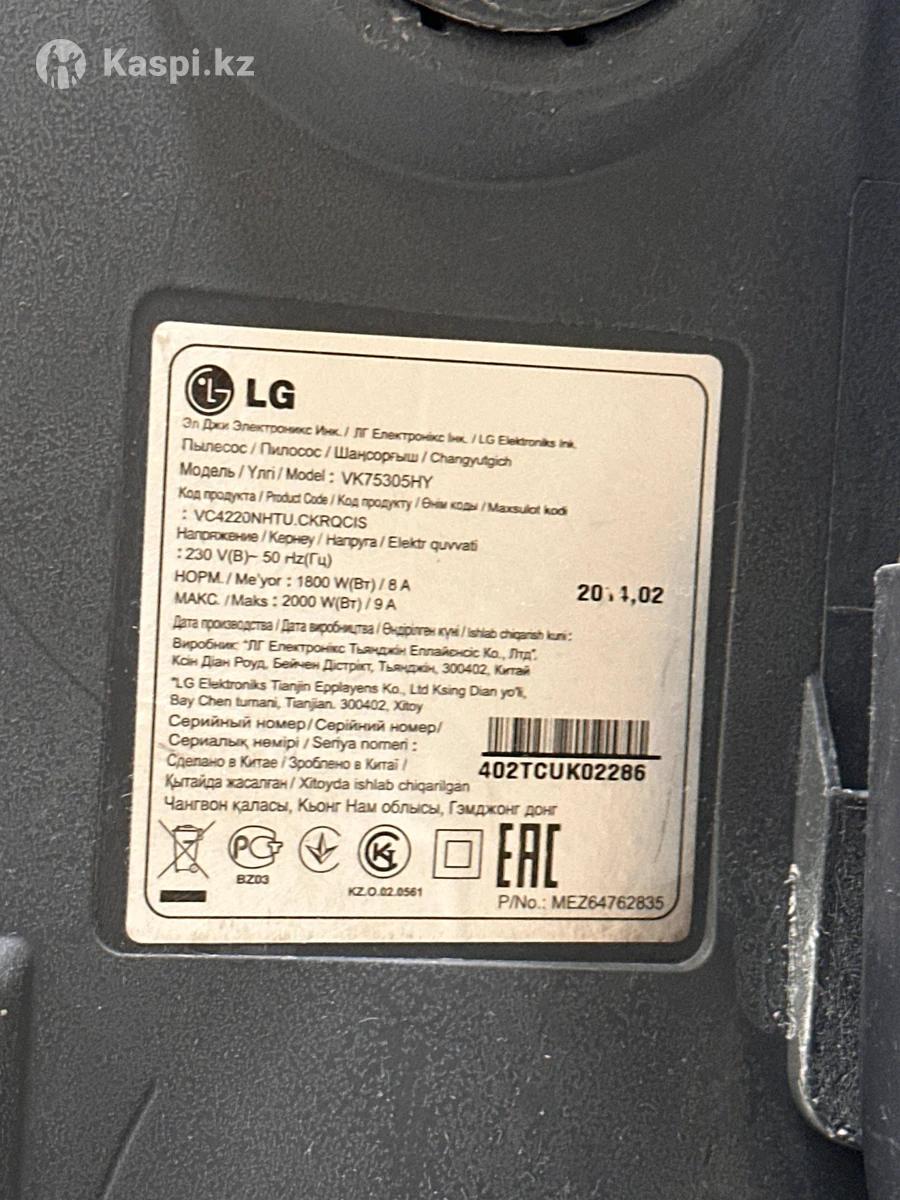 Kaspi.kz
LG
Эл Джи Электроникс Инк. / ЛГ Електронікс Інк. / LG Elektroniks Ink.
Пылесос / Пилосос / Шаңсорғыш / Changyutgich
Модель / Үлгі / Model : VK75305HY
Код продукта / Product Code / Код продукту / Өнім коды / Maxsulot kodi
: VC4220NHTU.CKRQCIS
Напряжение / Кернеу / Напруга / Elektr quvvati
: 230 V(B)~ 50 Hz(Гц)
НОРМ. / Me'yor : 1800 W(Вт) / 8 A
МАКС. /Maks : 2000 W(Вт) / 9 A
2014,02
Дата производства / Дата виробництва / Өндірілген күні / Ishlab chiqarish kuni :
Виробник: "ЛГ Електронікс Тьянджін Еплайенсіс Ко., Лтд".
Ксін Діан Роуд, Бейчен Дістрікт, Тьянджін, 300402, Китай
"LG Elektroniks Tianjin Epplayens Ko., Ltd Ksing Dian yo'li,
Bay Chen tumani, Tianjian. 300402, Xitoy
Серийный номер / Серійний номер/
Сериалық нөмірі / Seriya nomeri :
402TCUK02286
Сделано в Китае / Зроблено в Китаї /
Қытайда жасалған / Xitoyda ishlab chiqarilgan
Чангвон қаласы, Кьонг Нам облысы, Гэмджонг донг
BZ03
KZ.O.02.0561
EAC
P/No.: MEZ64762835